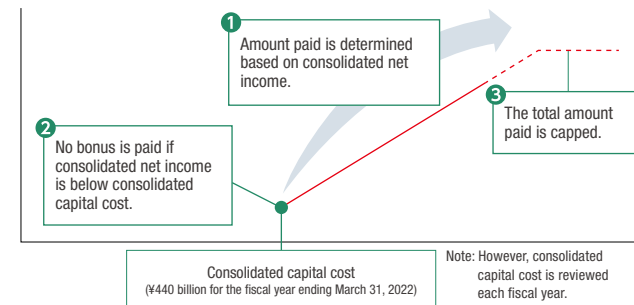 1
Amount paid is determined
based on consolidated net
income.
2
No bonus is paid if
consolidated net income
is below consolidated
capital cost.
3
The total amount
paid is capped.
Consolidated capital cost
(¥440 billion for the fiscal year ending March 31, 2022)
Note: However, consolidated
capital cost is reviewed
each fiscal year.